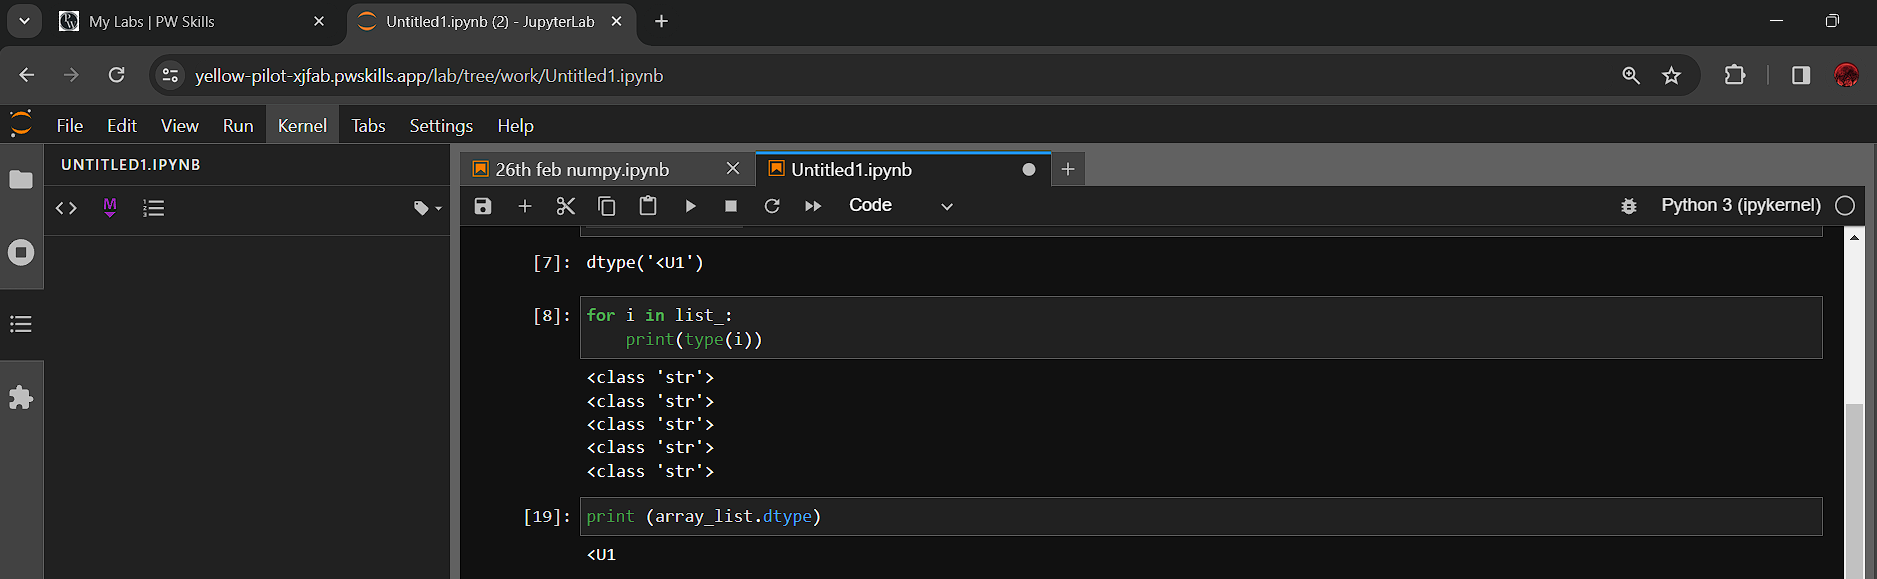 My Labs | PW Skills
Untitled1.ipynb (2) - JupyterLab
yellow-pilot-xjfab.pwskills.app/lab/tree/work/Untitled1.ipynb
File Edit View Run Kernel Tabs Settings Help
UNTITLED1.IPYNB
26th feb numpy.ipynb
Untitled1.ipynb
M
1
2
3
Code
Python 3 (ipykernel)
[7]: dtype('<U1')
[8]: for i in list_:
print(type(i))
<class 'str'>
<class 'str'>
<class 'str'>
<class 'str'>
<class 'str'>
[19]: print (array_list.dtype)
<U1